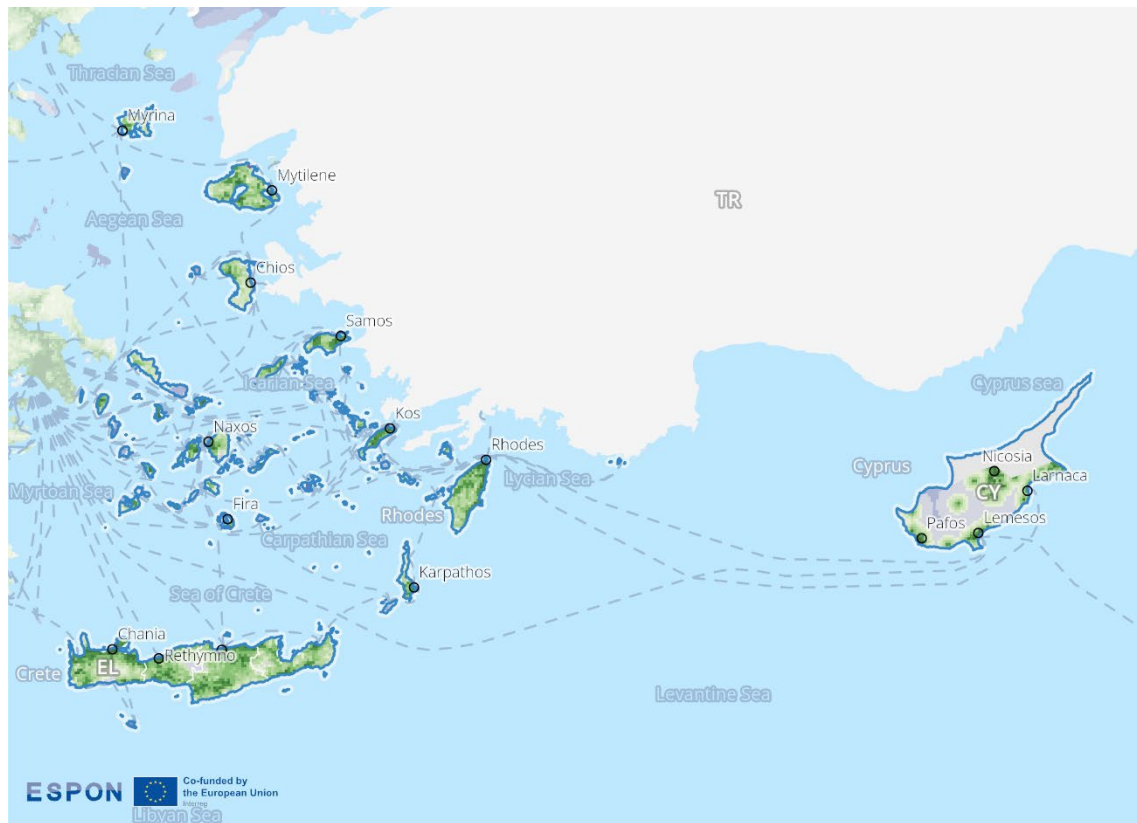 Thracian Sea
Myrina
Mytilene
TR
Aegean Sea
Chios
Samos
Icarian Sea
Cyprus sea
Kos
Naxos
Rhodes
Nicosia
Cyprus
Lycian Sea
Larnaca
CY
Myrtoan Sea
Fira
Rhodes
Pafos
Lemesos
Carpathian Sea
Karpathos
Sea of Crete
Chania
Rethymno
EL
Crete
Levantine Sea
ESPON
Co-funded by
the European Union
Interreg
Libyan Sea